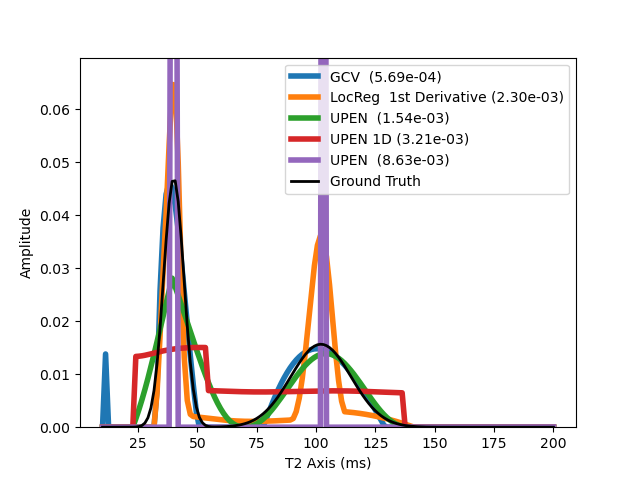 GCV (5.69e-04)
LocReg 1st Derivative (2.30e-03)
UPEN (1.54e-03)
UPEN 1D (3.21e-03)
UPEN (8.63e-03)
Ground Truth
0.06
0.05
0.04
0.03
0.02
0.01
0.00
Amplitude
25 50 75 100 125 150 175 200
T2 Axis (ms)